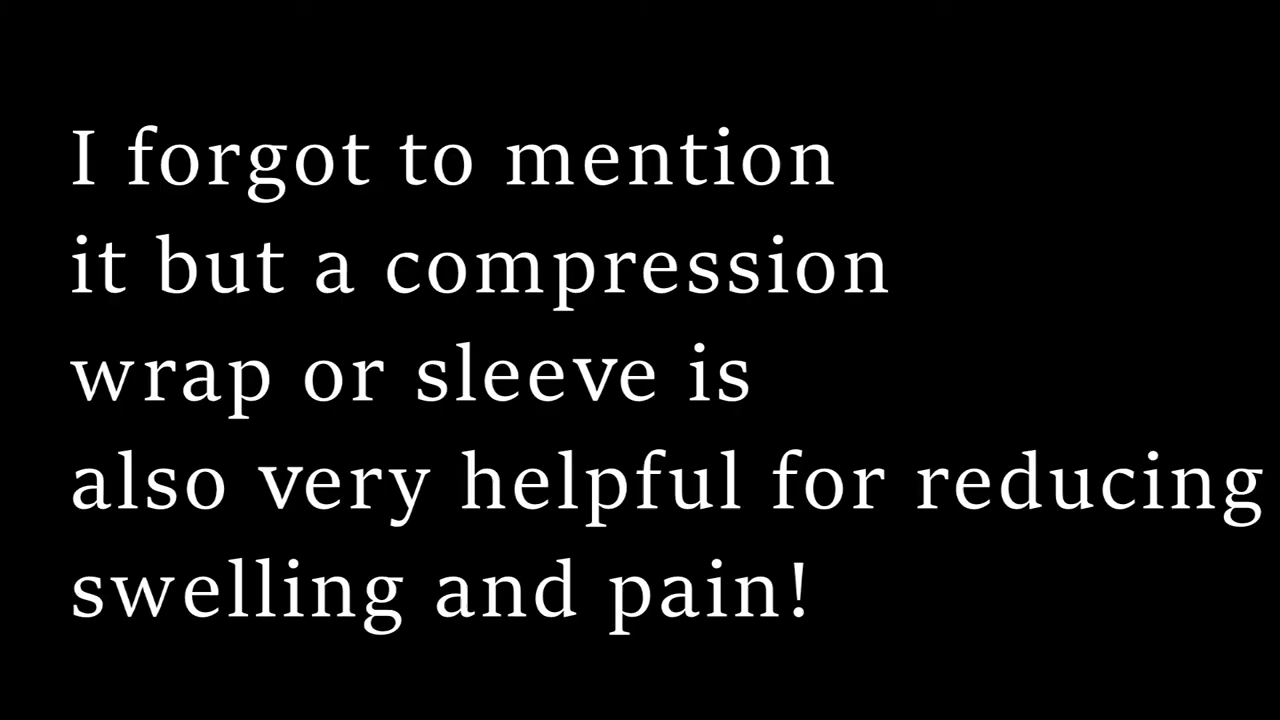 I forgot to mention
it but a compression
wrap or sleeve is
also very helpful for reducing
swelling and pain!